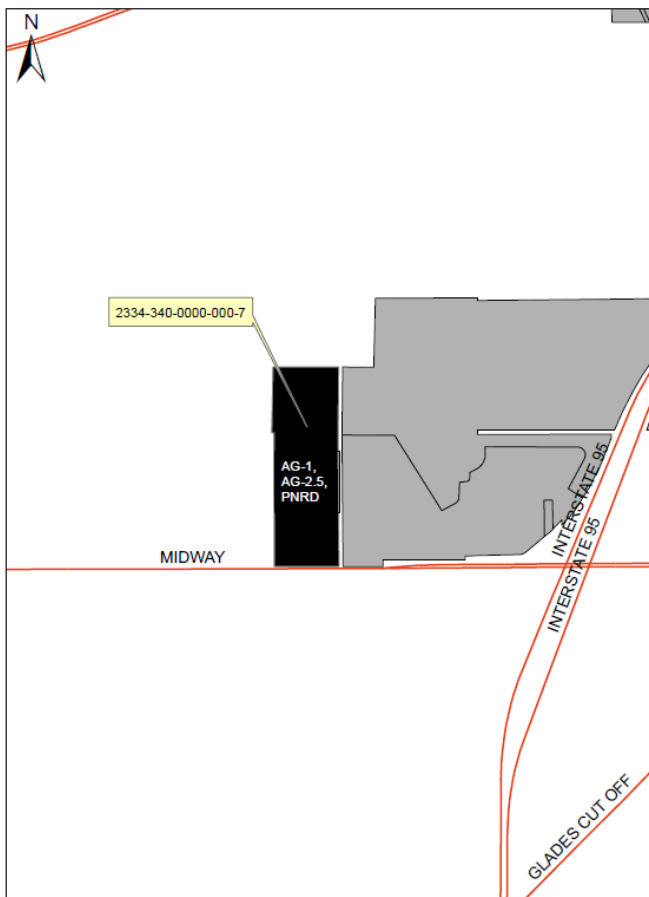 N
2334-340-0000-000-7
AG-1,
AG-2.5,
PNRD
MIDWAY
INTERSTATE 95
INTERSTATE 95
GLADES CUT OFF